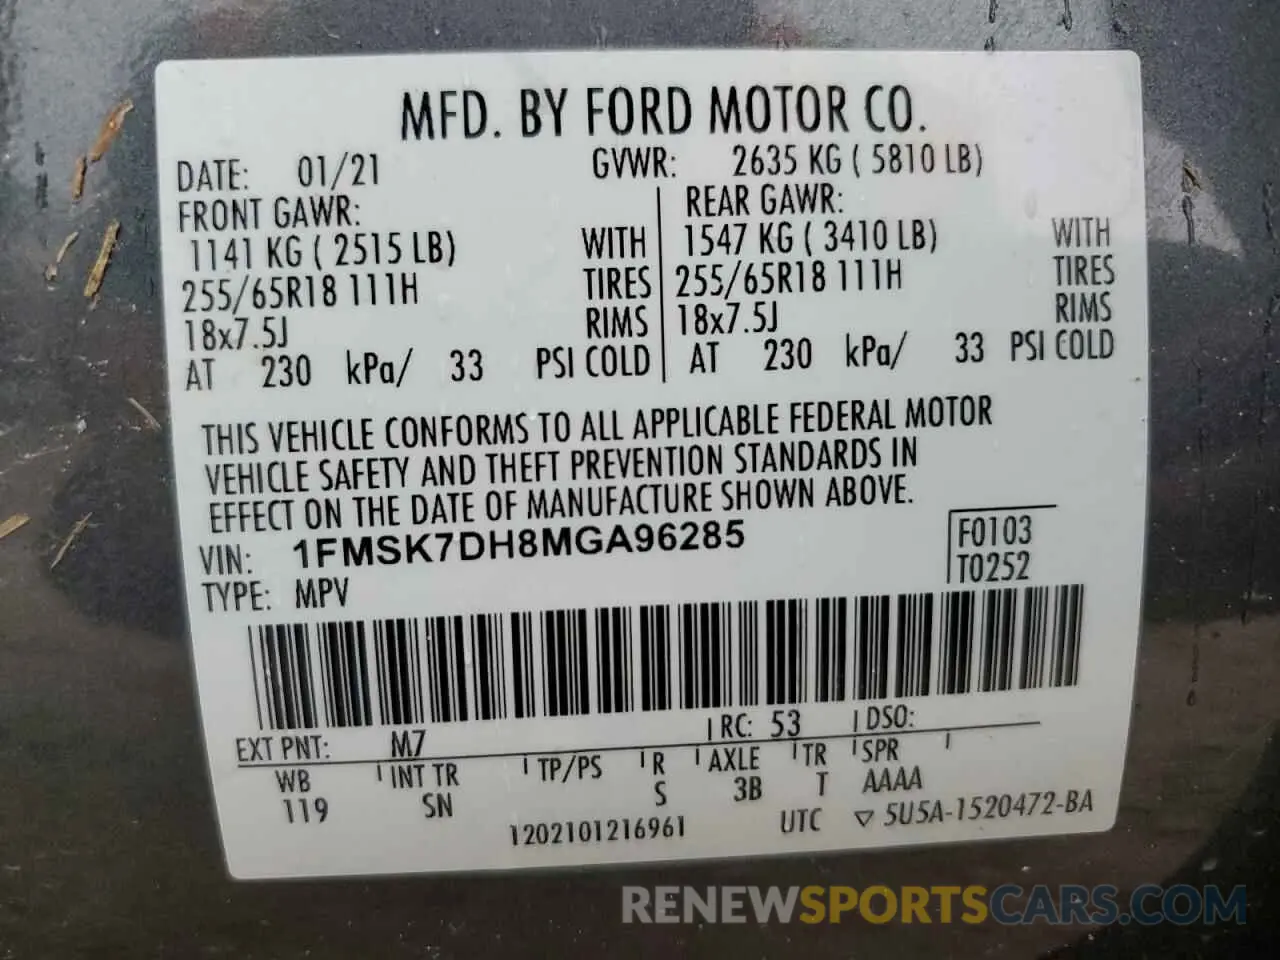 MFD. BY FORD MOTOR CO.
DATE: 01/21 GVWR: 2635 KG ( 5810 LB)
FRONT GAWR: REAR GAWR:
1141 KG ( 2515 LB) WITH 1547 KG ( 3410 LB) WITH
255/65R18 111H TIRES 255/65R18 111H TIRES
18x7.5J RIMS 18x7.5J RIMS
AT 230 kPa/ 33 PSI COLD AT 230 kPa/ 33 PSI COLD
THIS VEHICLE CONFORMS TO ALL APPLICABLE FEDERAL MOTOR
VEHICLE SAFETY AND THEFT PREVENTION STANDARDS IN
EFFECT ON THE DATE OF MANUFACTURE SHOWN ABOVE.
VIN: 1FMSK7DH8MGA96285 F0103
TYPE: MPV T0252
EXT PNT: M7 RC: 53 DSO:
WB INT TR TP/PS R AXLE TR SPR
119 SN S 3B T AAAA
1202101216961 UTC ▽ 5U5A-1520472-BA
RENEWSPORTSCARS.COM